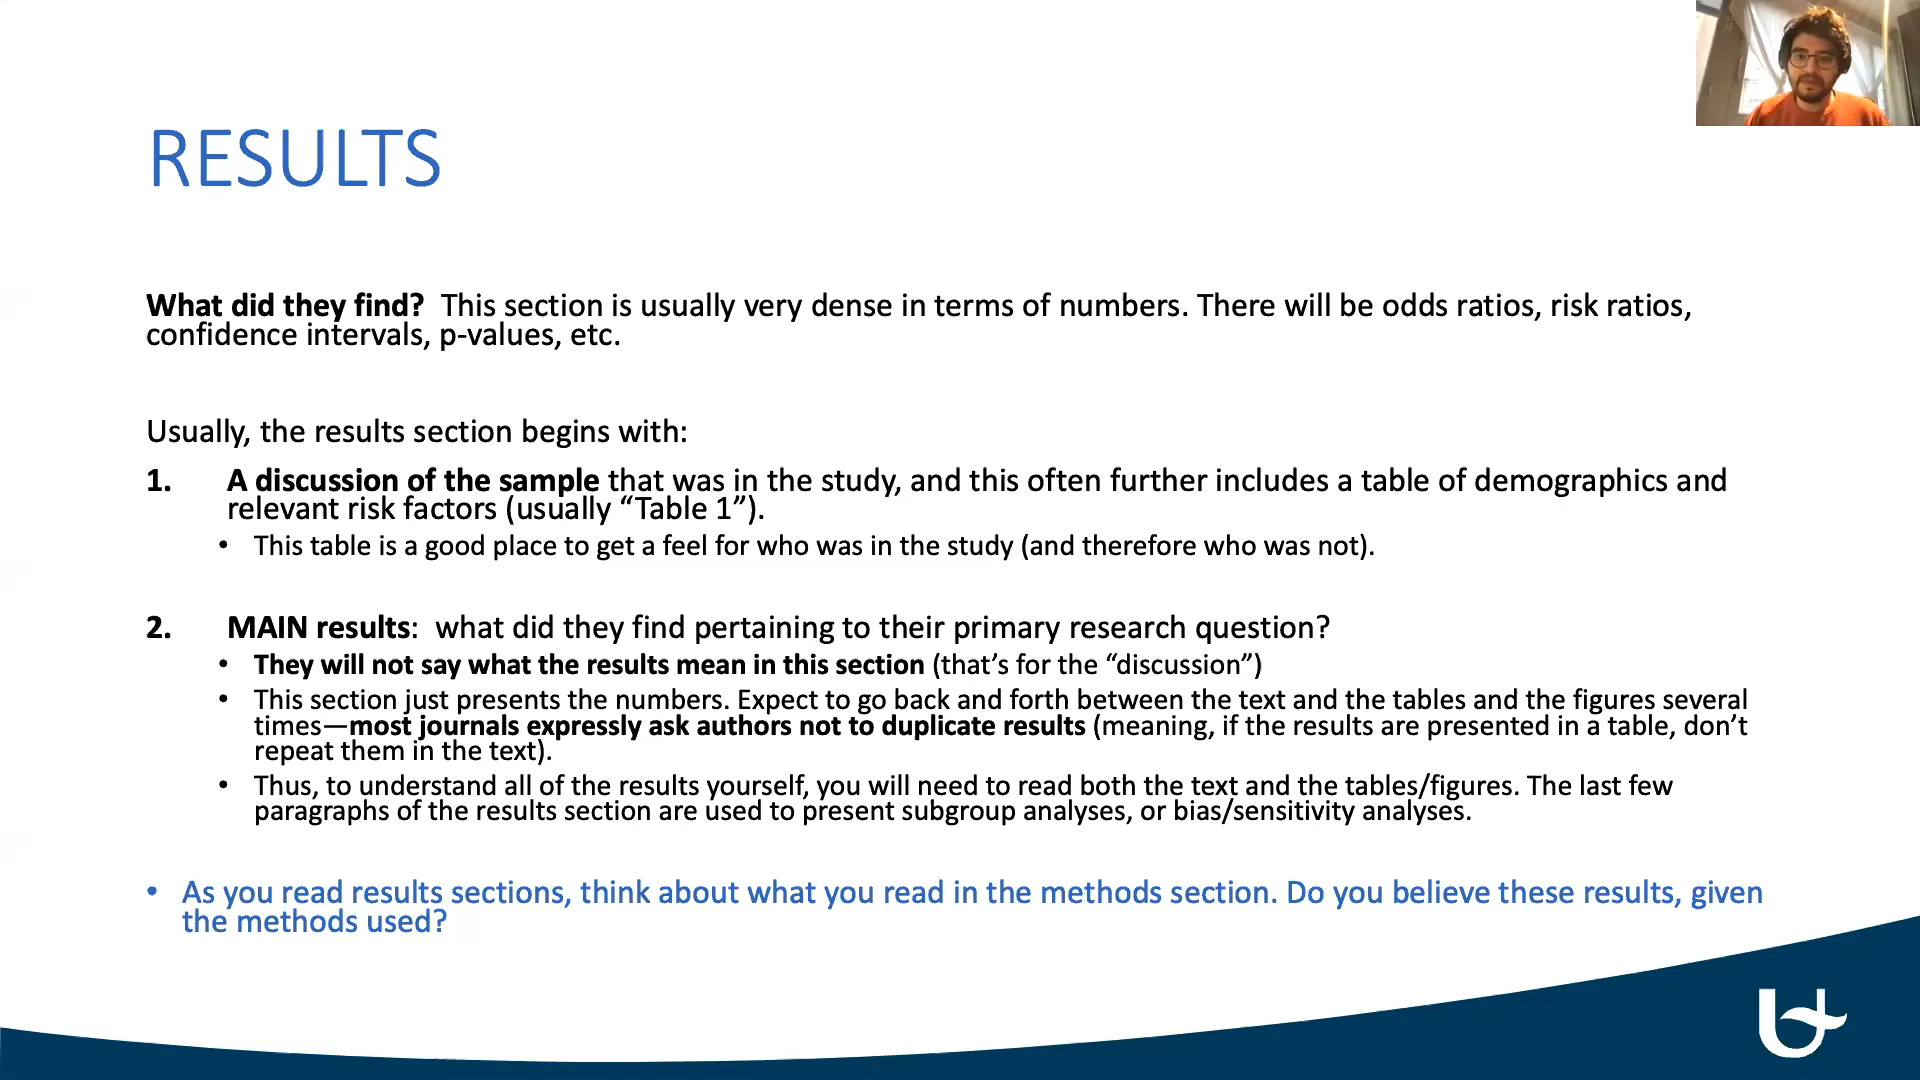 RESULTS
What did they find?  This section is usually very dense in terms of numbers. There will be odds ratios, risk ratios,
confidence intervals, p-values, etc.
Usually, the results section begins with:
1. A discussion of the sample that was in the study, and this often further includes a table of demographics and
relevant risk factors (usually “Table 1”).
• This table is a good place to get a feel for who was in the study (and therefore who was not).
2. MAIN results:  what did they find pertaining to their primary research question?
• They will not say what the results mean in this section (that’s for the “discussion”)
• This section just presents the numbers. Expect to go back and forth between the text and the tables and the figures several
times—most journals expressly ask authors not to duplicate results (meaning, if the results are presented in a table, don’t
repeat them in the text).
• Thus, to understand all of the results yourself, you will need to read both the text and the tables/figures. The last few
paragraphs of the results section are used to present subgroup analyses, or bias/sensitivity analyses.
• As you read results sections, think about what you read in the methods section. Do you believe these results, given
the methods used?